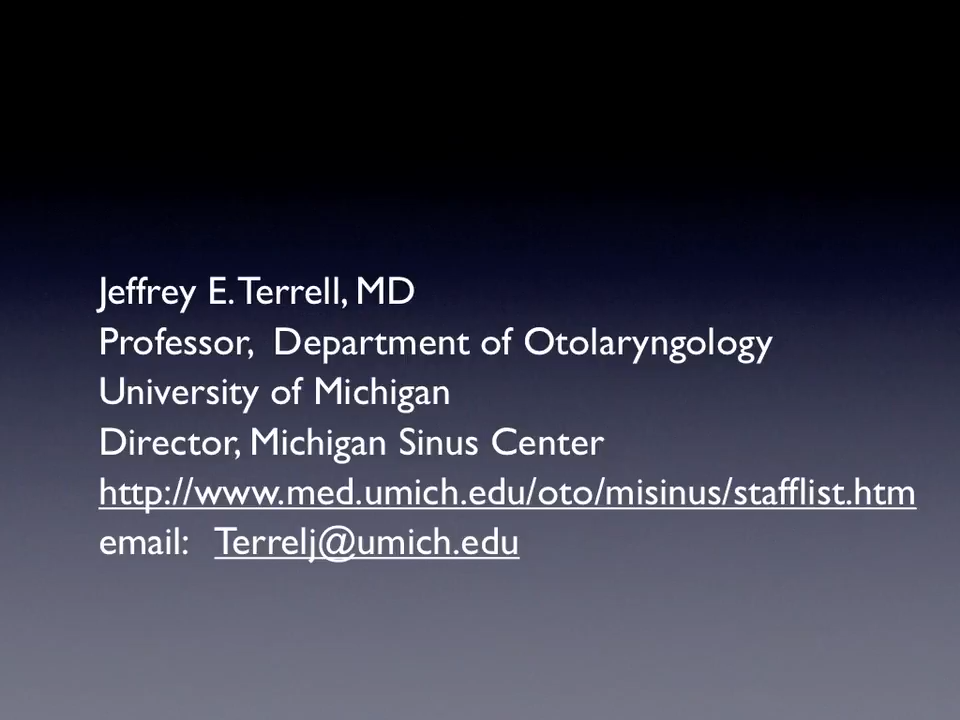 Jeffrey E. Terrell, MD
Professor, Department of Otolaryngology
University of Michigan
Director, Michigan Sinus Center
http://www.med.umich.edu/oto/misinus/stafflist.htm
email: Terrelj@umich.edu